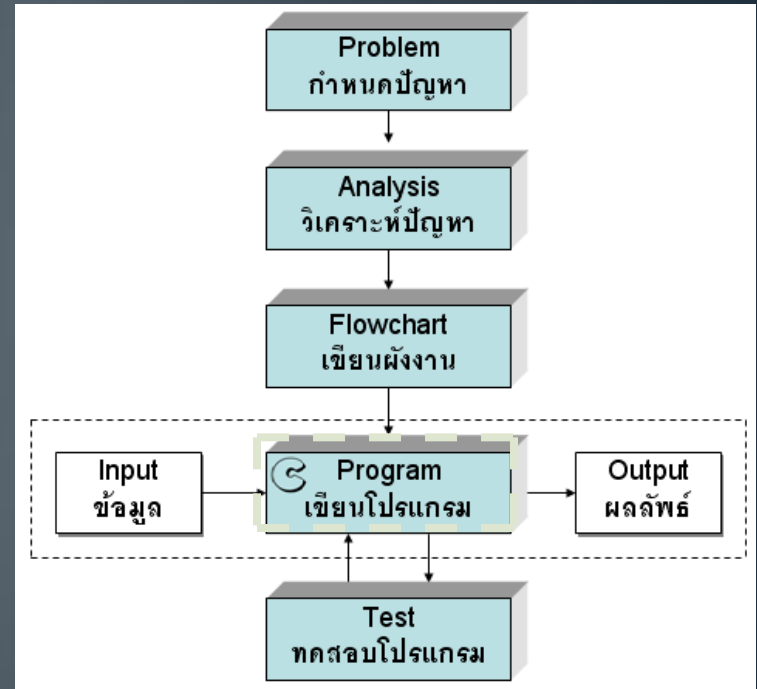 Problem
กำหนดปัญหา
Analysis
วิเคราะห์ปัญหา
Flowchart
เขียนผังงาน
Input
ข้อมูล
C
Program
เขียนโปรแกรม
Output
ผลลัพธ์
Test
ทดสอบโปรแกรม